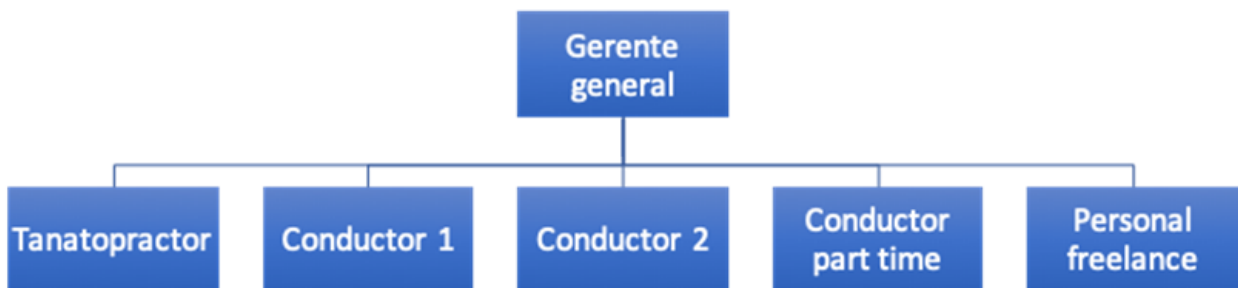 Gerente
general
Tanatopractor
Conductor 1
Conductor 2
Conductor
part time
Personal
freelance